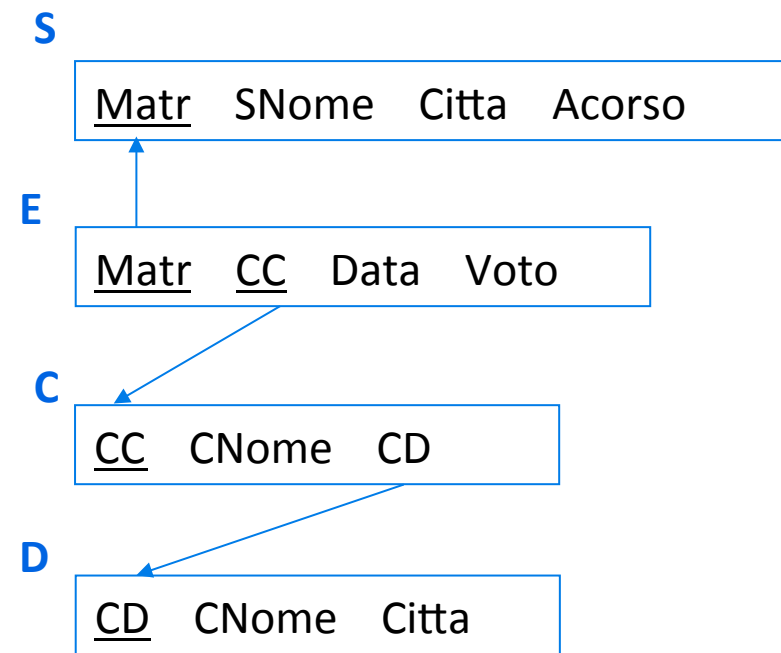 S
Matr SNome Citta Acorso
E
Matr CC Data Voto
C
CC CNome CD
D
CD CNome Citta